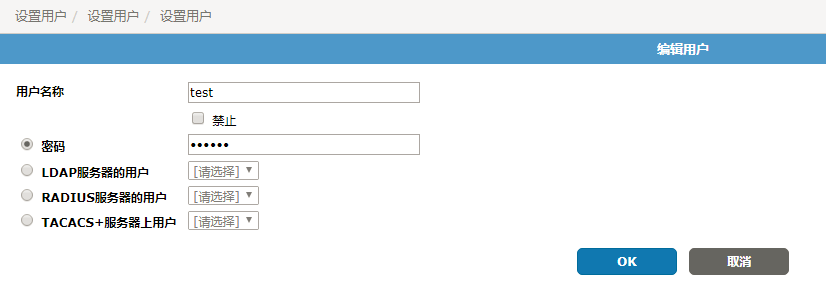 设置用户 / 设置用户 / 设置用户
编辑用户
用户名称 test
禁止
密码 ••••••
LDAP服务器的用户 [请选择]
RADIUS服务器的用户 [请选择]
TACACS+服务器上用户 [请选择]
OK 取消